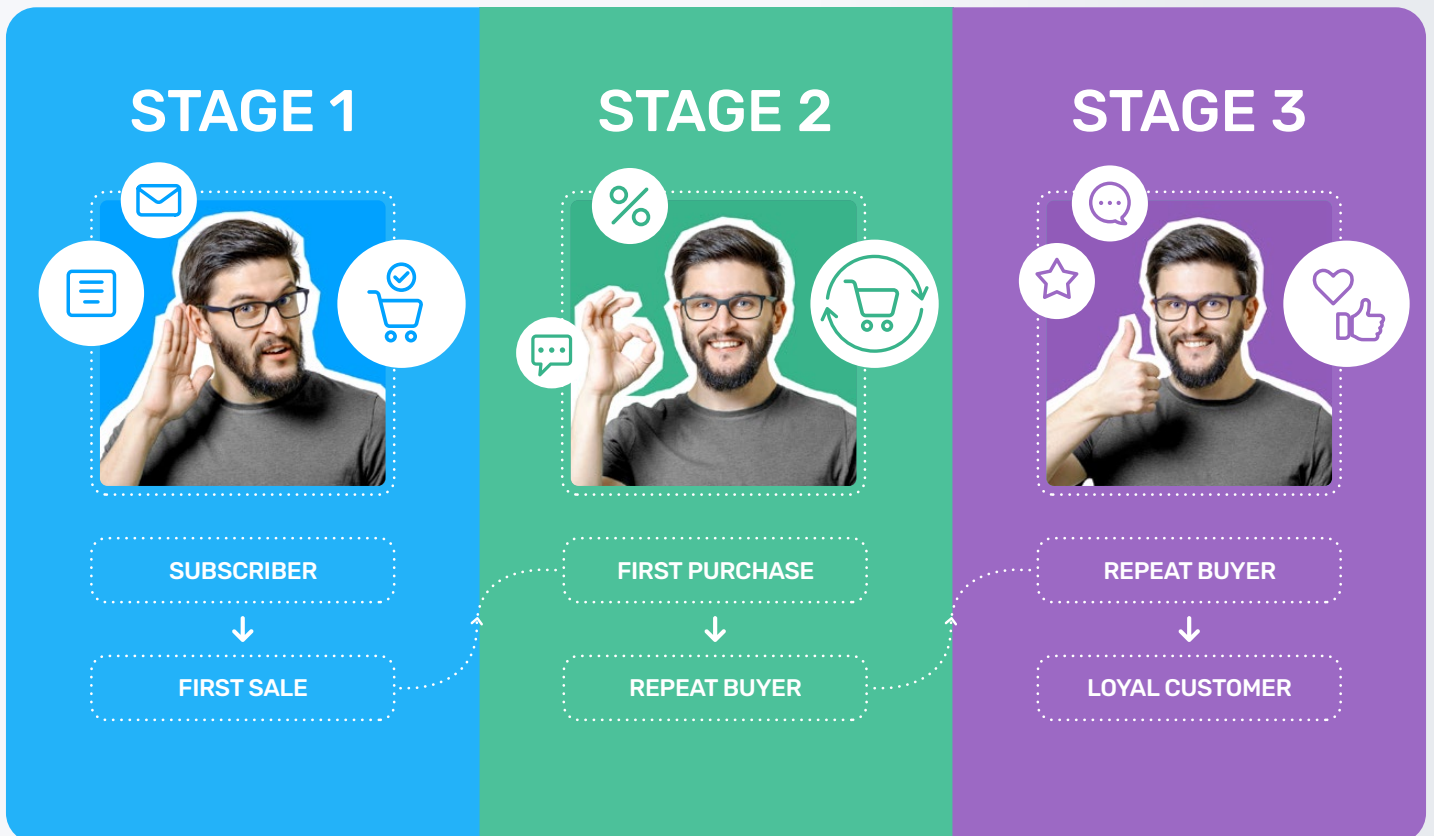 STAGE 1
SUBSCRIBER
FIRST SALE
STAGE 2
FIRST PURCHASE
REPEAT BUYER
STAGE 3
REPEAT BUYER
LOYAL CUSTOMER